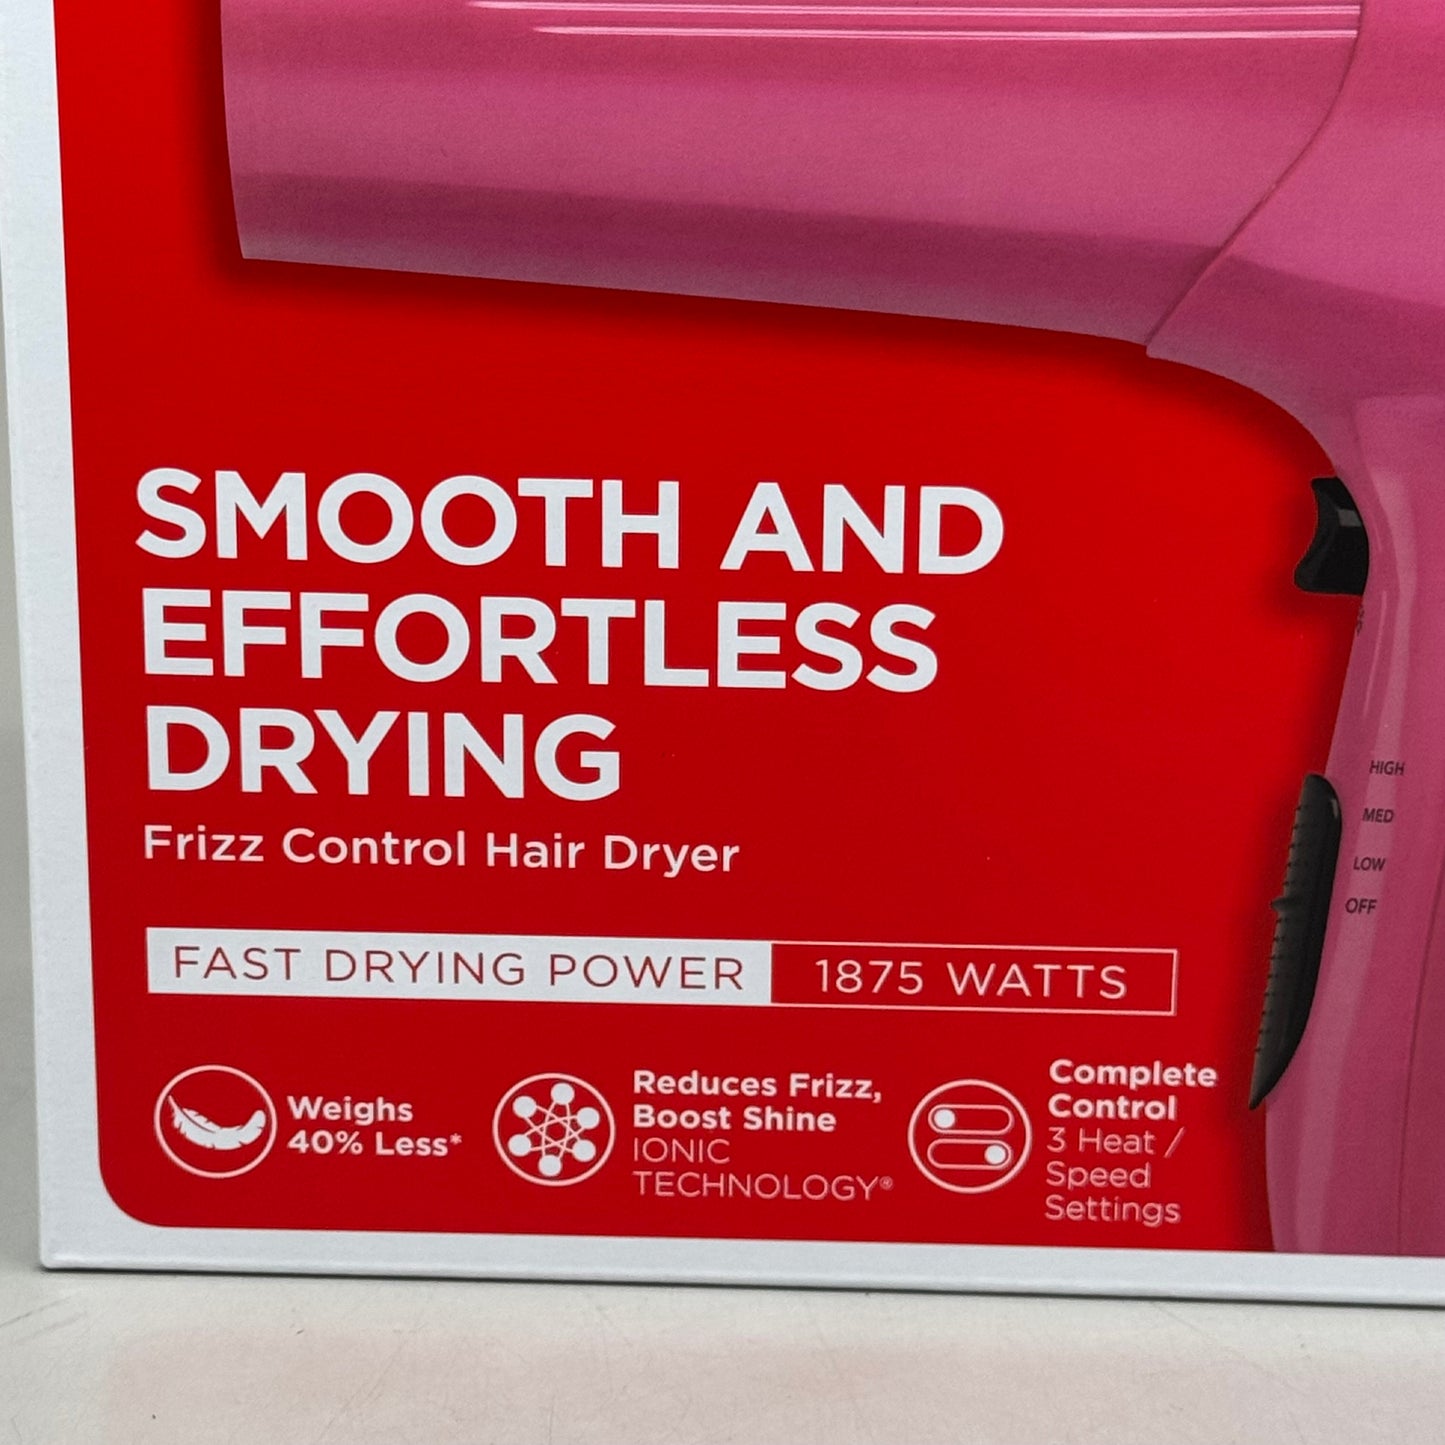 SMOOTH AND
EFFORTLESS
DRYING
Frizz Control Hair Dryer
FAST DRYING POWER 1875 WATTS
Weighs
40% Less*
Reduces Frizz,
Boost Shine
IONIC
TECHNOLOGY®
Complete
Control
3 Heat /
Speed
Settings
HIGH
MED
LOW
OFF